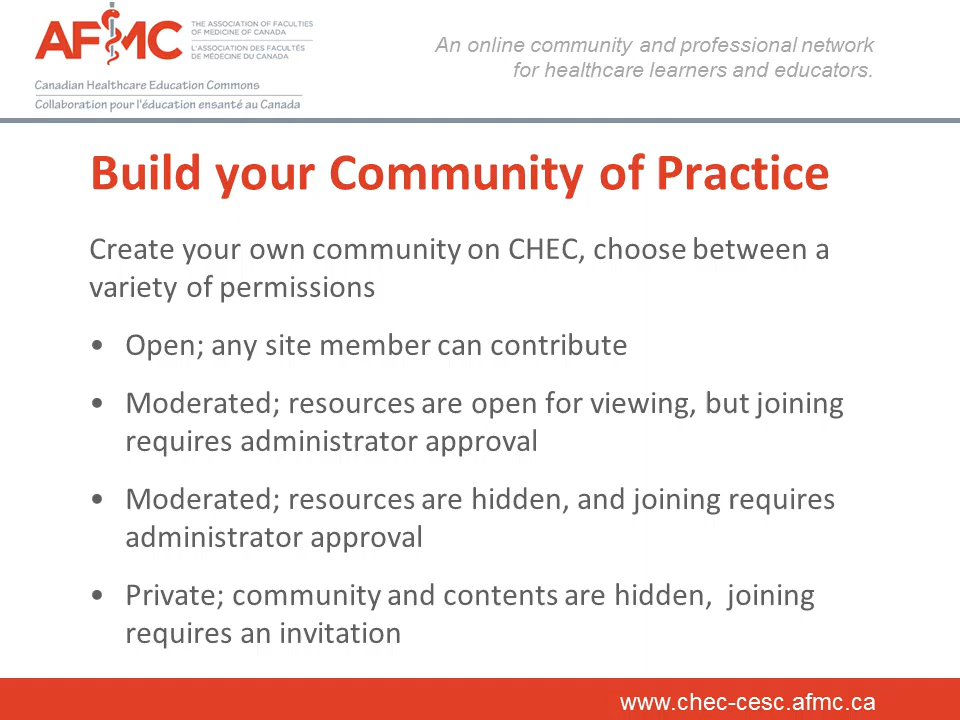 AFMC
THE ASSOCIATION OF FACULTIES
OF MEDICINE OF CANADA
L'ASSOCIATION DES FACULTÉS
DE MÉDECINE DU CANADA
Canadian Healthcare Education Commons
Collaboration pour l'éducation ensanté au Canada
An online community and professional network
for healthcare learners and educators.
Build your Community of Practice
Create your own community on CHEC, choose between a
variety of permissions
• Open; any site member can contribute
• Moderated; resources are open for viewing, but joining
requires administrator approval
• Moderated; resources are hidden, and joining requires
administrator approval
• Private; community and contents are hidden,  joining
requires an invitation
www.chec-cesc.afmc.ca